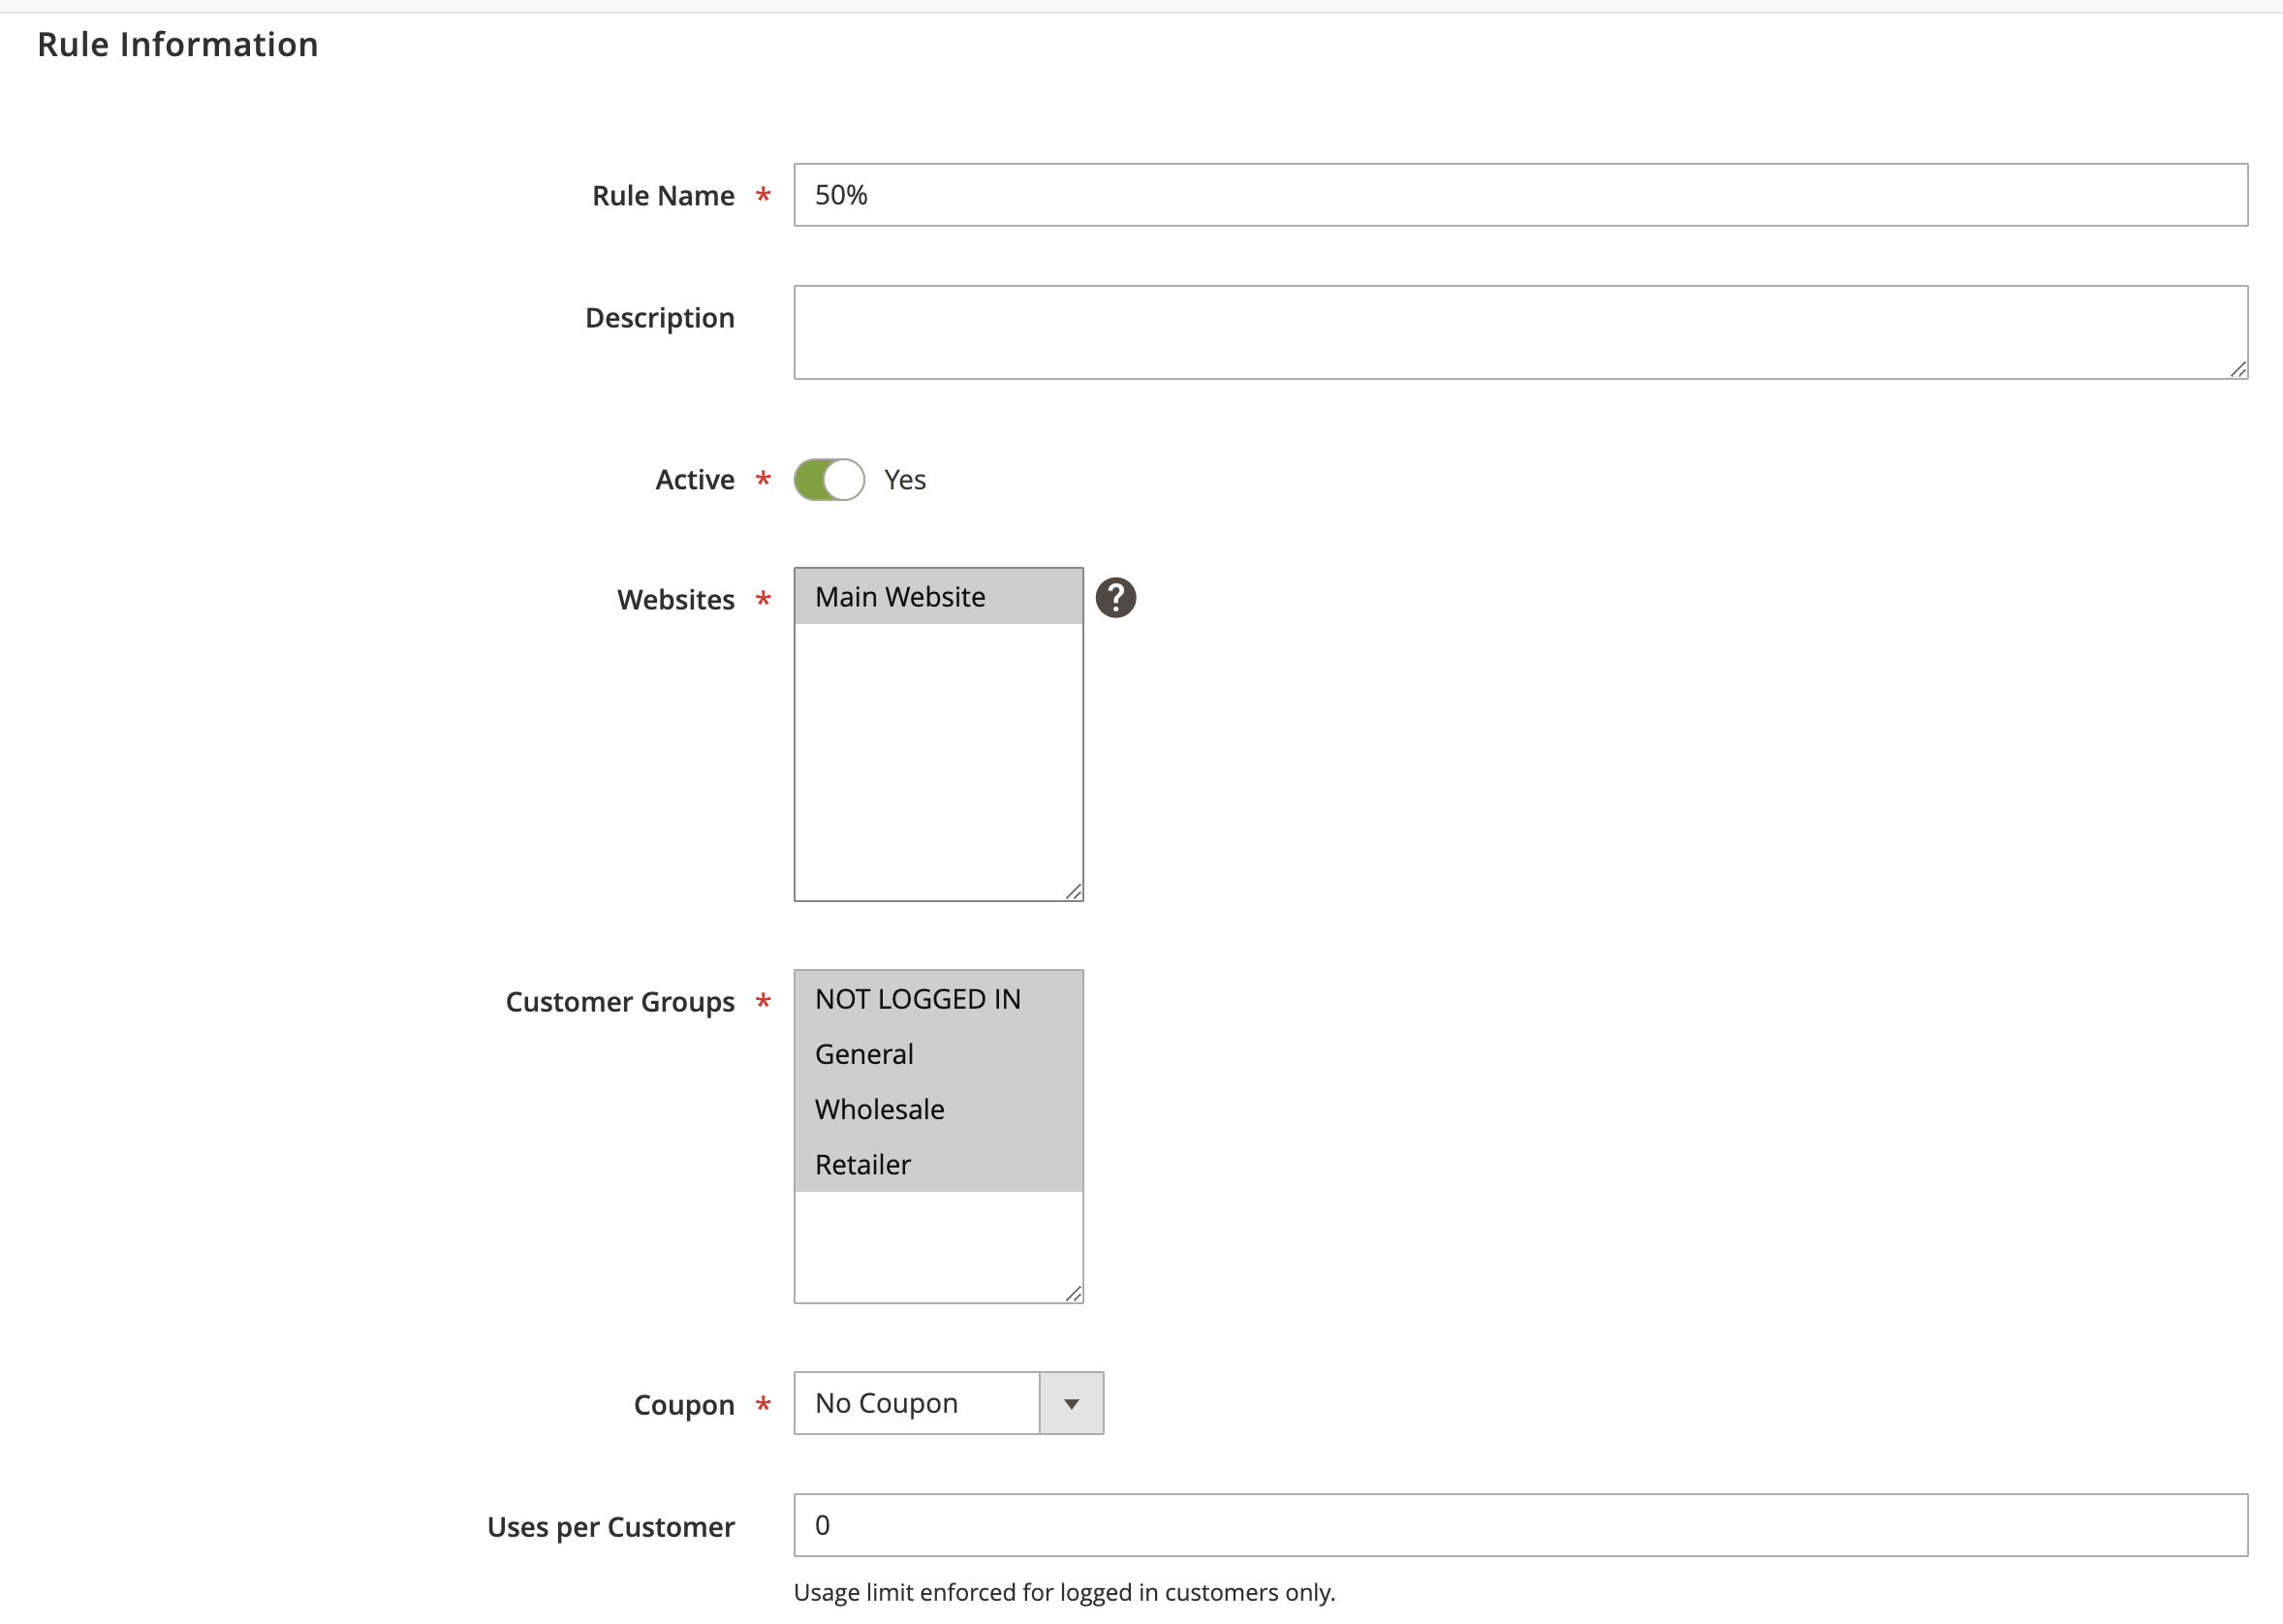 Rule Information
Rule Name * 50%
Description
Active * Yes
Websites * Main Website ?
Customer Groups * NOT LOGGED IN
General
Wholesale
Retailer
Coupon * No Coupon
Uses per Customer 0
Usage limit enforced for logged in customers only.